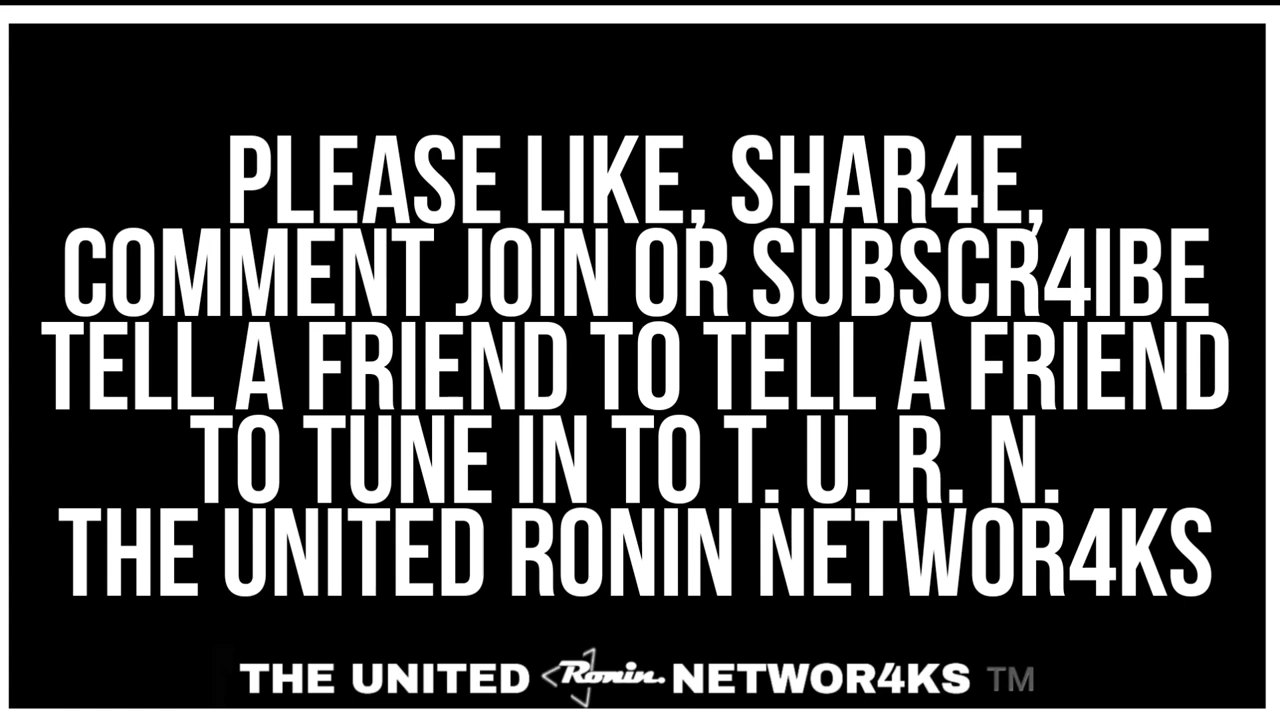 PLEASE LIKE, SHAR4E,
COMMENT JOIN OR SUBSCR4IBE
TELL A FRIEND TO TELL A FRIEND
TO TUNE IN TO T. U. R. N.
THE UNITED RONIN NETWOR4KS
THE UNITED Ronin. NETWOR4KS TM